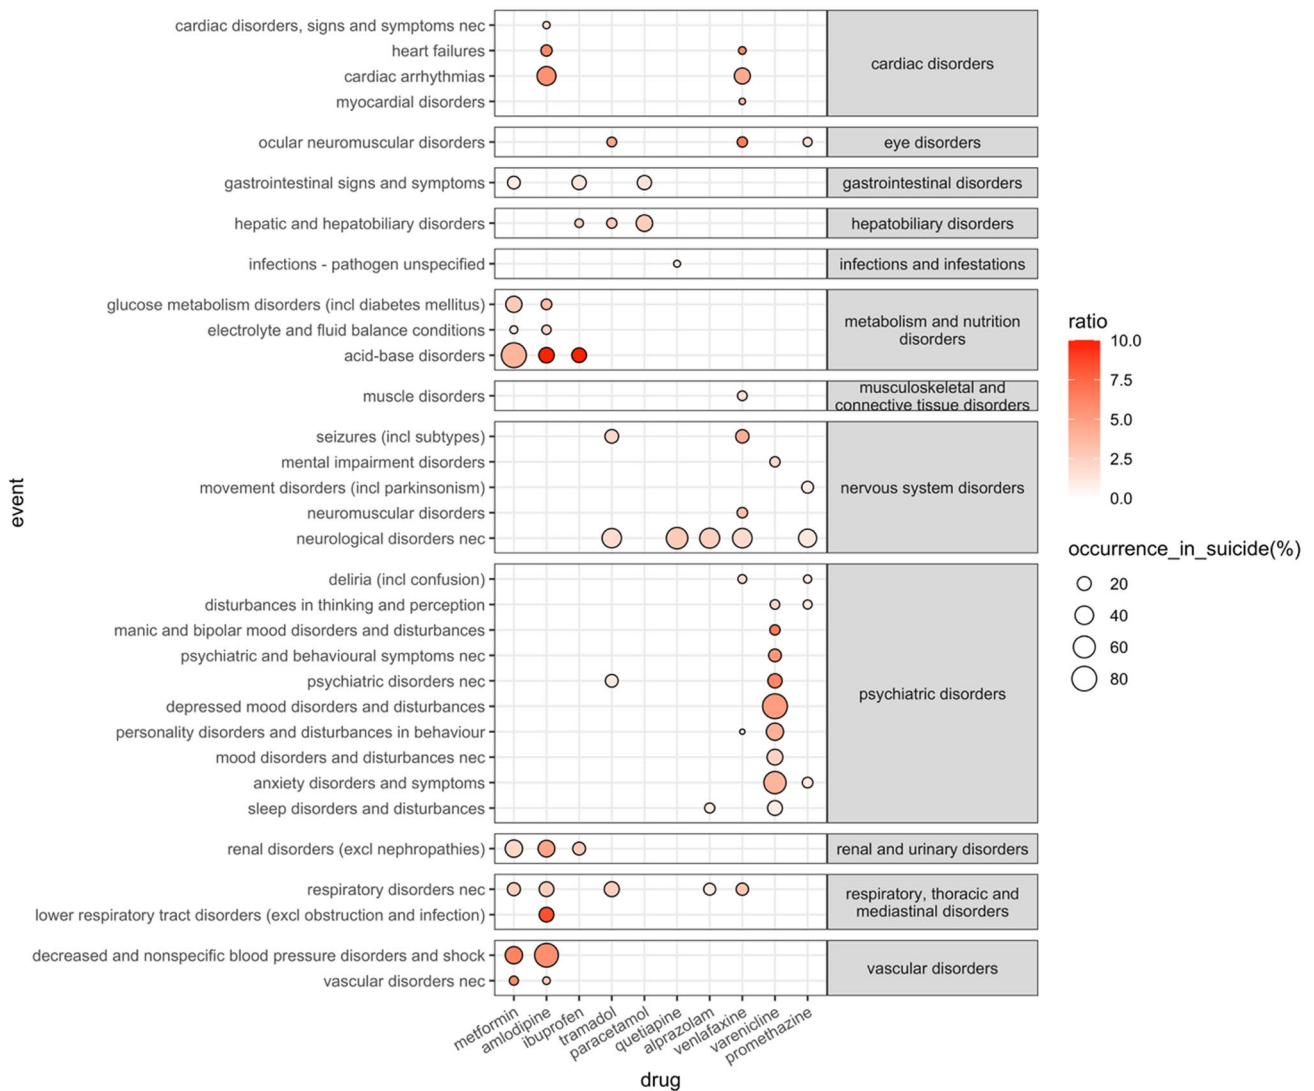 cardiac disorders, signs and symptoms nec
heart failures
cardiac arrhythmias
myocardial disorders
cardiac disorders
ocular neuromuscular disorders
eye disorders
gastrointestinal signs and symptoms
gastrointestinal disorders
hepatic and hepatobiliary disorders
hepatobiliary disorders
infections - pathogen unspecified
infections and infestations
glucose metabolism disorders (incl diabetes mellitus)
electrolyte and fluid balance conditions
acid-base disorders
metabolism and nutrition
disorders
muscle disorders
musculoskeletal and
connective tissue disorders
seizures (incl subtypes)
mental impairment disorders
movement disorders (incl parkinsonism)
neuromuscular disorders
neurological disorders nec
nervous system disorders
deliria (incl confusion)
disturbances in thinking and perception
manic and bipolar mood disorders and disturbances
psychiatric and behavioural symptoms nec
psychiatric disorders nec
depressed mood disorders and disturbances
personality disorders and disturbances in behaviour
mood disorders and disturbances nec
anxiety disorders and symptoms
sleep disorders and disturbances
psychiatric disorders
renal disorders (excl nephropathies)
renal and urinary disorders
respiratory disorders nec
lower respiratory tract disorders (excl obstruction and infection)
respiratory, thoracic and
mediastinal disorders
decreased and nonspecific blood pressure disorders and shock
vascular disorders nec
vascular disorders
event
metformin
amlodipine
ibuprofen
tramadol
paracetamol
quetiapine
alprazolam
venlafaxine
varenicline
promethazine
drug
ratio
10.0
7.5
5.0
2.5
0.0
occurrence_in_suicide(%)
20
40
60
80